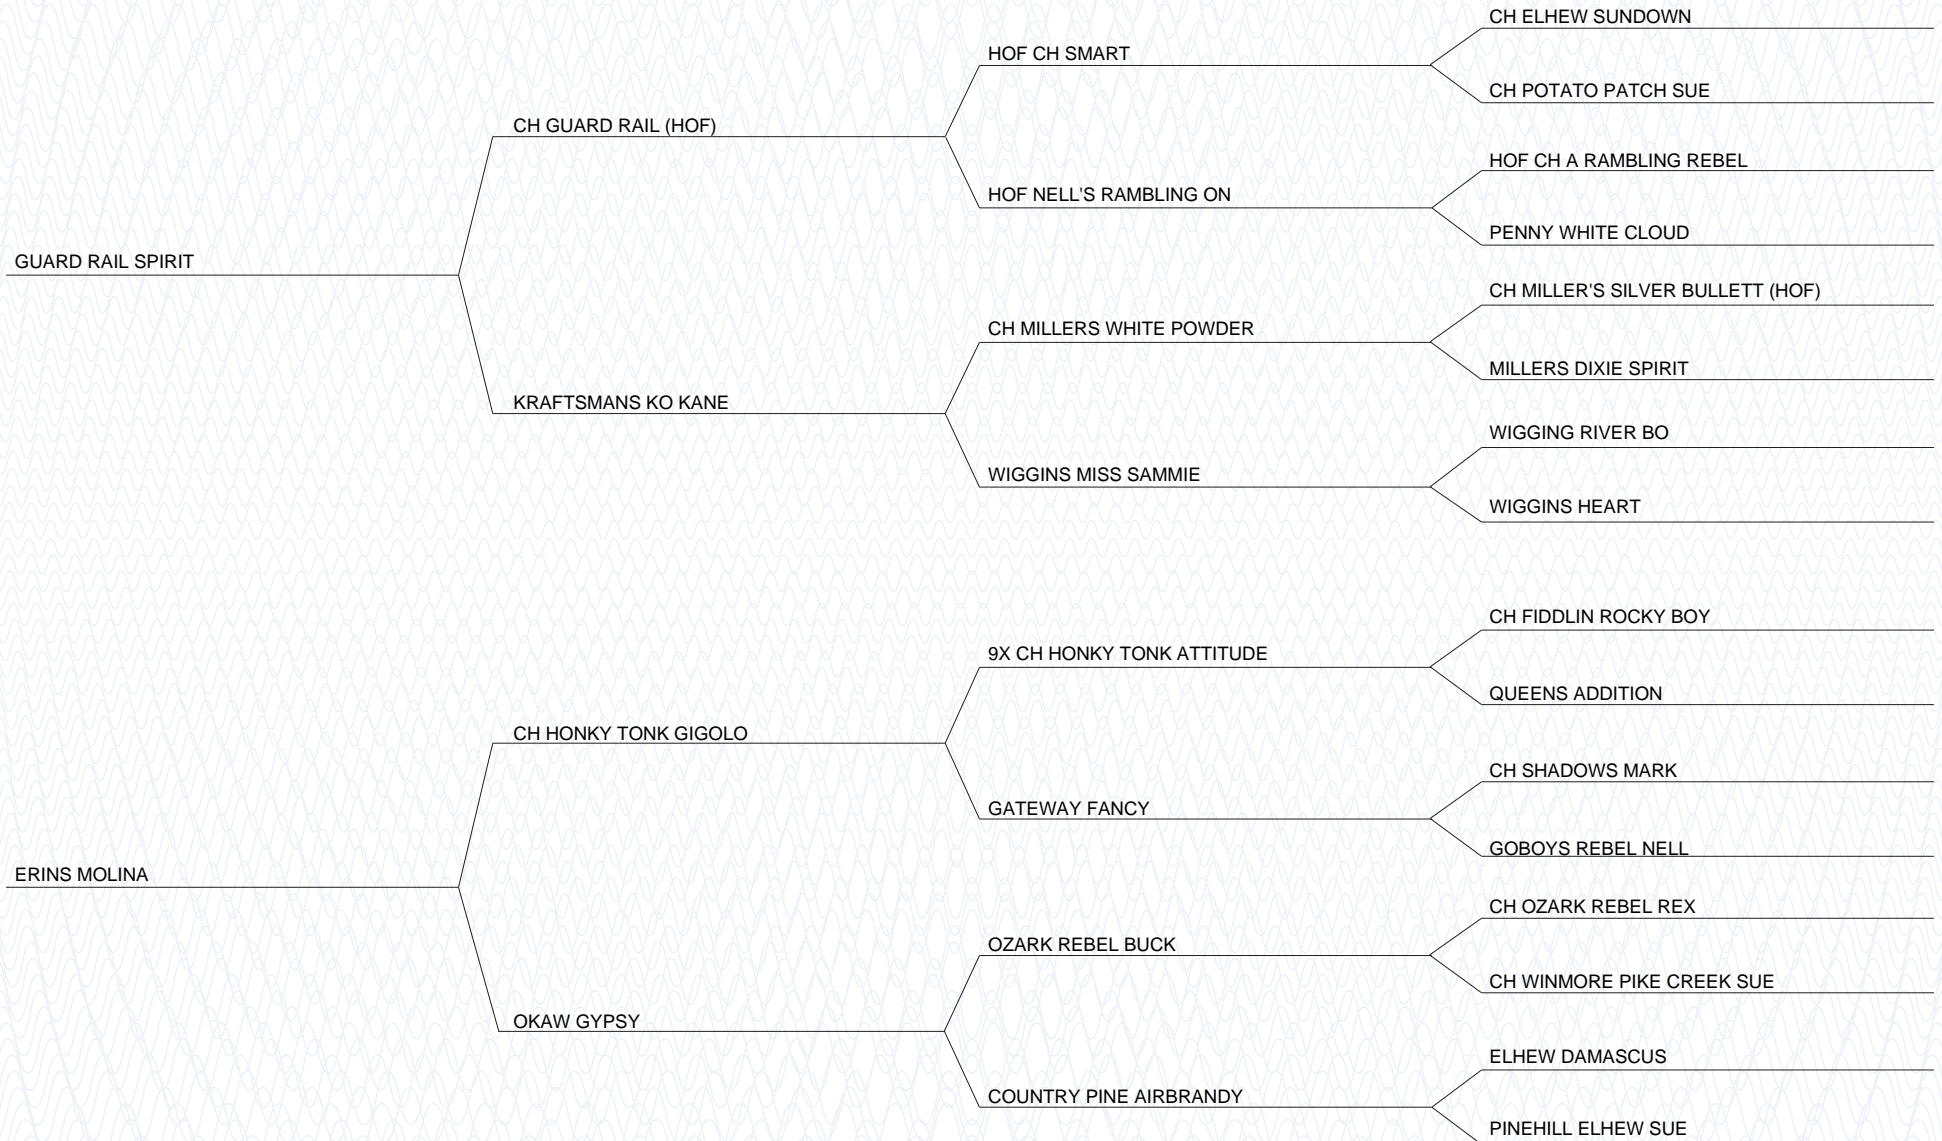 CH ELHEW SUNDOWN
HOF CH SMART
CH POTATO PATCH SUE
CH GUARD RAIL (HOF)
HOF CH A RAMBLING REBEL
HOF NELL'S RAMBLING ON
PENNY WHITE CLOUD
GUARD RAIL SPIRIT
CH MILLER'S SILVER BULLETT (HOF)
CH MILLERS WHITE POWDER
MILLERS DIXIE SPIRIT
KRAFTSMANS KO KANE
WIGGING RIVER BO
WIGGINS MISS SAMMIE
WIGGINS HEART
CH FIDDLIN ROCKY BOY
9X CH HONKY TONK ATTITUDE
QUEENS ADDITION
CH HONKY TONK GIGOLO
CH SHADOWS MARK
GATEWAY FANCY
GOBOYS REBEL NELL
ERINS MOLINA
CH OZARK REBEL REX
OZARK REBEL BUCK
CH WINMORE PIKE CREEK SUE
OKAW GYPSY
ELHEW DAMASCUS
COUNTRY PINE AIRBRANDY
PINEHILL ELHEW SUE